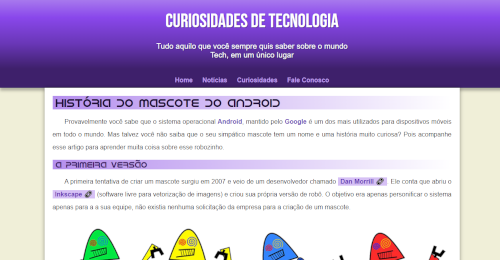 CURIOSIDADES DE TECNOLOGIA
Tudo aquilo que você sempre quis saber sobre o mundo
Tech, em um único lugar
Home Notícias Curiosidades Fale Conosco
HISTÓRIA DO MASCOTE DO ANDROID
Provavelmente você sabe que o sistema operacional Android, mantido pelo Google é um dos mais utilizados para dispositivos móveis
em todo o mundo. Mas talvez você não saiba que o seu simpático mascote tem um nome e uma história muito curiosa? Pois acompanhe
esse artigo para aprender muita coisa sobre esse robozinho.
A PRIMEIRA VERSÃO
A primeira tentativa de criar um mascote surgiu em 2007 e veio de um desenvolvedor chamado Dan Morrill. Ele conta que abriu o
Inkscape (software livre para vetorização de imagens) e criou sua própria versão de robô. O objetivo era apenas personificar o sistema
apenas para a a sua equipe, não existia nenhuma solicitação da empresa para a criação de um mascote.